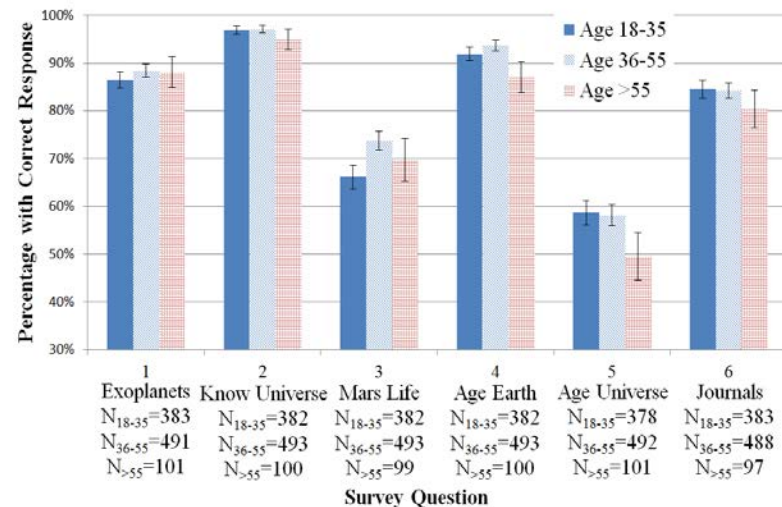 Percentage with Correct Response
100%
90%
80%
70%
60%
50%
40%
30%
Age 18-35
Age 36-55
Age >55
1 2 3 4 5 6
Exoplanets Know Universe Mars Life Age Earth Age Universe Journals
N18-35=383 N18-35=382 N18-35=382 N18-35=382 N18-35=378 N18-35=383
N36-55=491 N36-55=493 N36-55=493 N36-55=493 N36-55=492 N36-55=488
N>55=101 N>55=100 N>55=99 N>55=100 N>55=101 N>55=97
Survey Question